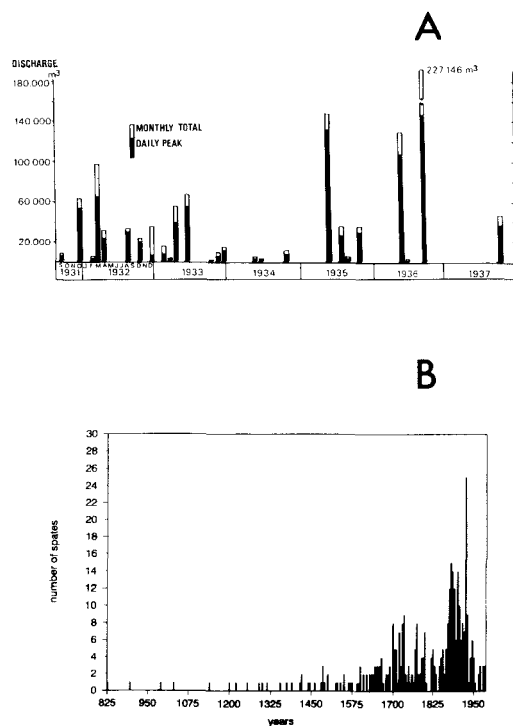 A
DISCHARGE
m³
180.000
227 146 m³
MONTHLY TOTAL
DAILY PEAK
140.000
100 000
60 000
20.000
S O N D J F M A M J J A S O N D
1931 1932 1933 1934 1935 1936 1937
B
30
28
26
24
22
20
18
16
14
12
10
8
6
4
2
0
number of spates
825 950 1075 1200 1325 1450 1575 1700 1825 1950
years